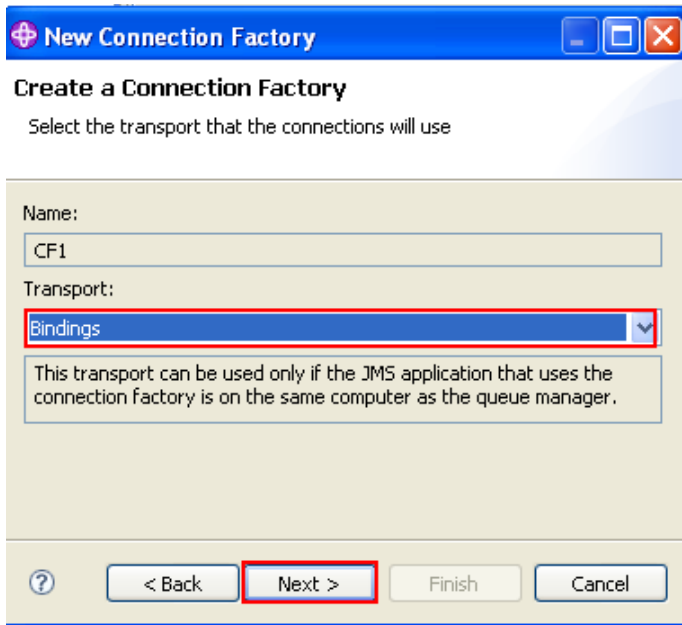 New Connection Factory
Create a Connection Factory
Select the transport that the connections will use
Name:
CF1
Transport:
Bindings
This transport can be used only if the JMS application that uses the
connection factory is on the same computer as the queue manager.
? < Back Next > Finish Cancel